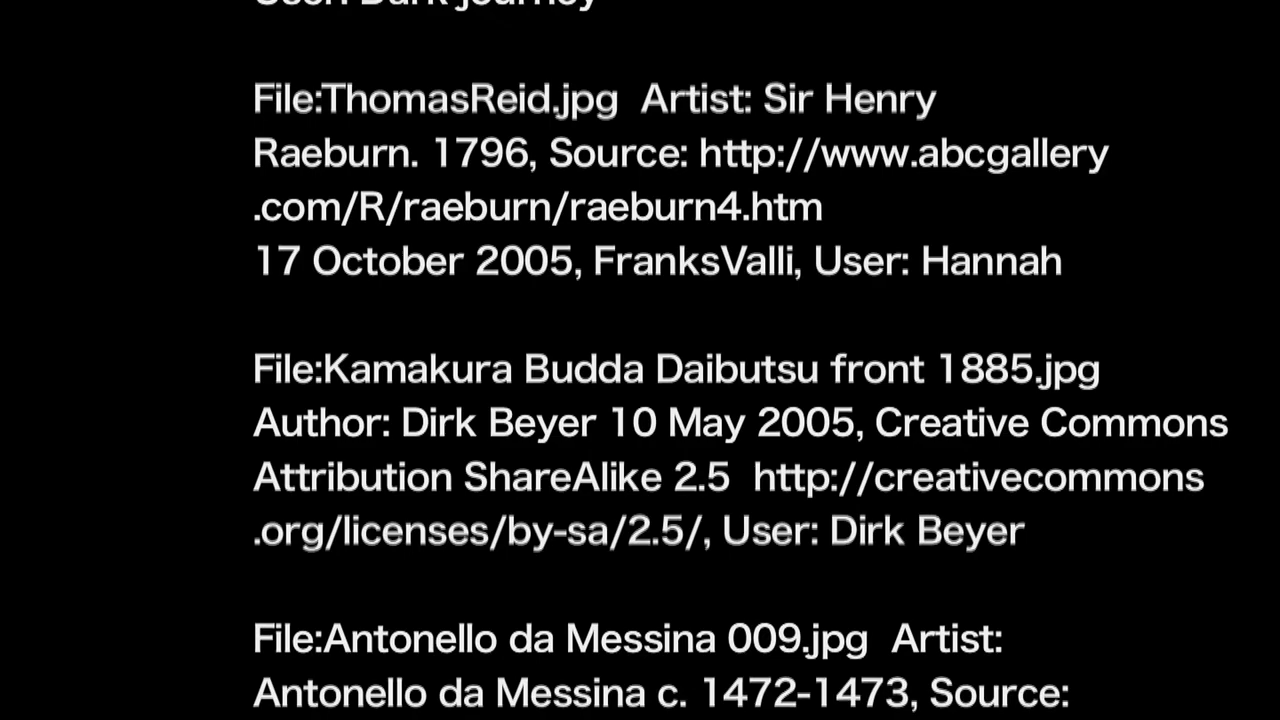 User: Dark journey
File:ThomasReid.jpg  Artist: Sir Henry
Raeburn. 1796, Source: http://www.abcgallery
.com/R/raeburn/raeburn4.htm
17 October 2005, FranksValli, User: Hannah
File:Kamakura Budda Daibutsu front 1885.jpg
Author: Dirk Beyer 10 May 2005, Creative Commons
Attribution ShareAlike 2.5  http://creativecommons
.org/licenses/by-sa/2.5/, User: Dirk Beyer
File:Antonello da Messina 009.jpg  Artist:
Antonello da Messina c. 1472-1473, Source: